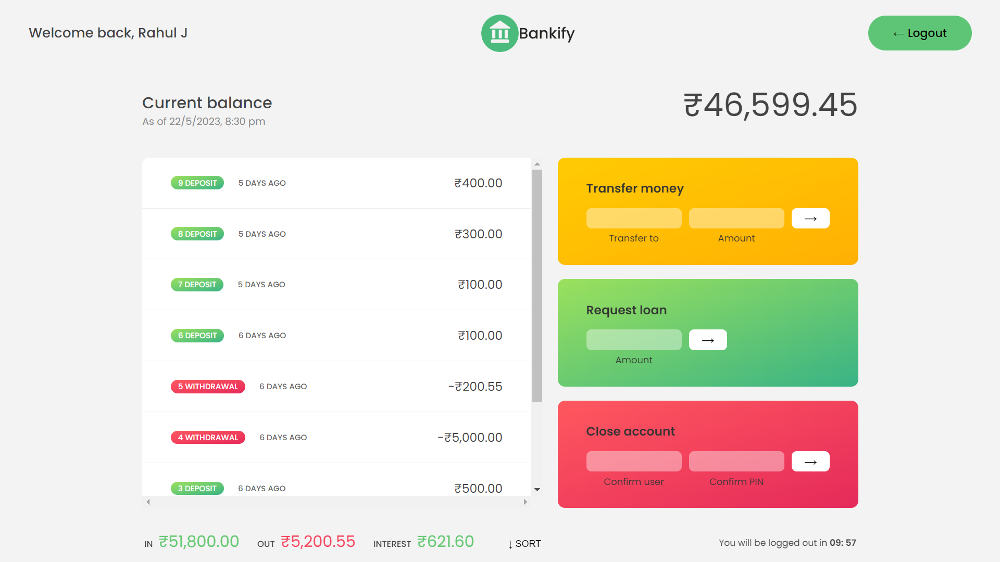 Welcome back, Rahul J
Bankify
← Logout
Current balance
As of 22/5/2023, 8:30 pm
₹46,599.45
9 DEPOSIT 5 DAYS AGO ₹400.00
8 DEPOSIT 5 DAYS AGO ₹300.00
7 DEPOSIT 5 DAYS AGO ₹100.00
6 DEPOSIT 6 DAYS AGO ₹100.00
5 WITHDRAWAL 6 DAYS AGO -₹200.55
4 WITHDRAWAL 6 DAYS AGO -₹5,000.00
3 DEPOSIT 6 DAYS AGO ₹500.00
Transfer money
→
Transfer to Amount
Request loan
→
Amount
Close account
→
Confirm user Confirm PIN
IN ₹51,800.00 OUT ₹5,200.55 INTEREST ₹621.60 ↓ SORT
You will be logged out in 09: 57